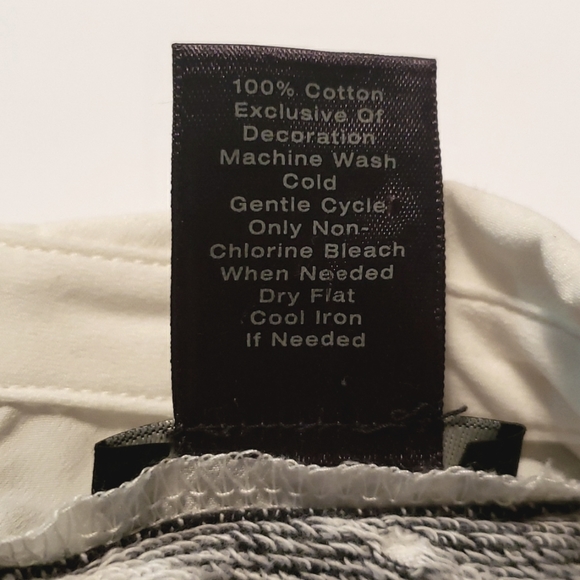 100% Cotton
Exclusive Of
Decoration
Machine Wash
Cold
Gentle Cycle
Only Non-
Chlorine Bleach
When Needed
Dry Flat
Cool Iron
If Needed